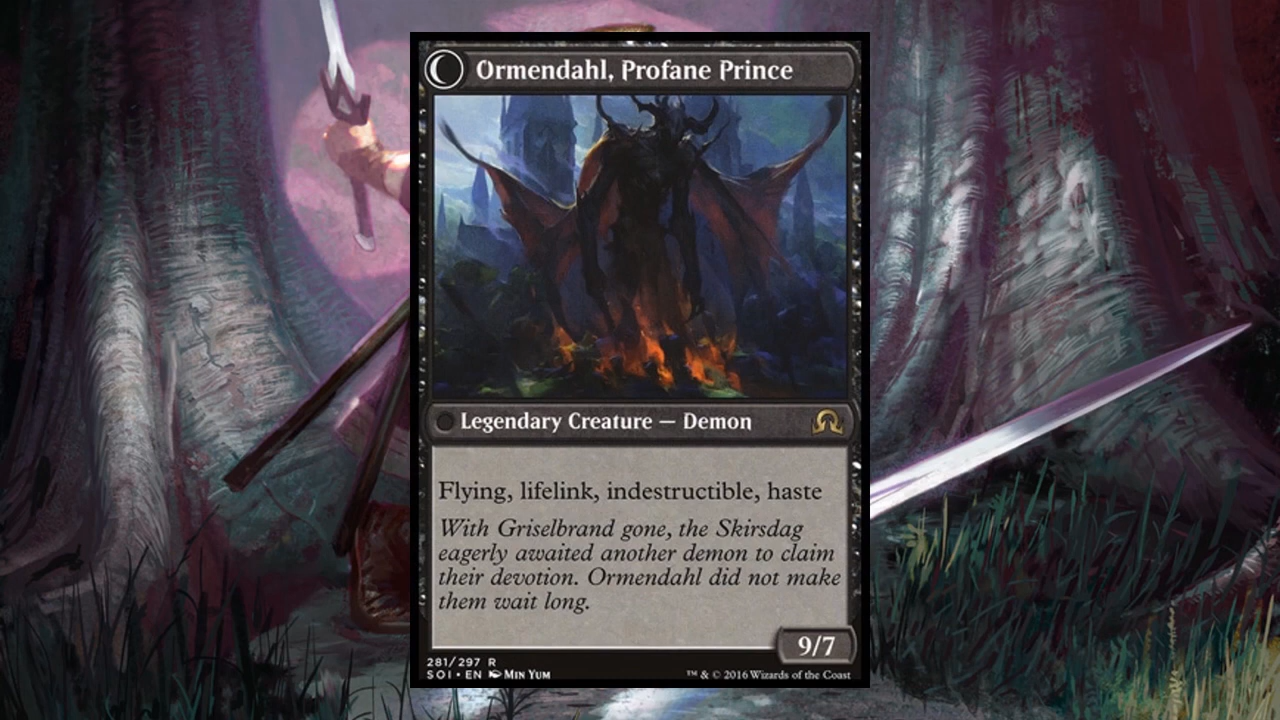 Ormendahl, Profane Prince
Legendary Creature — Demon
Flying, lifelink, indestructible, haste
With Griselbrand gone, the Skirsdag
eagerly awaited another demon to claim
their devotion. Ormendahl did not make
them wait long.
9/7
281/297 R
SOI • EN Min Yum
™ & © 2016 Wizards of the Coast